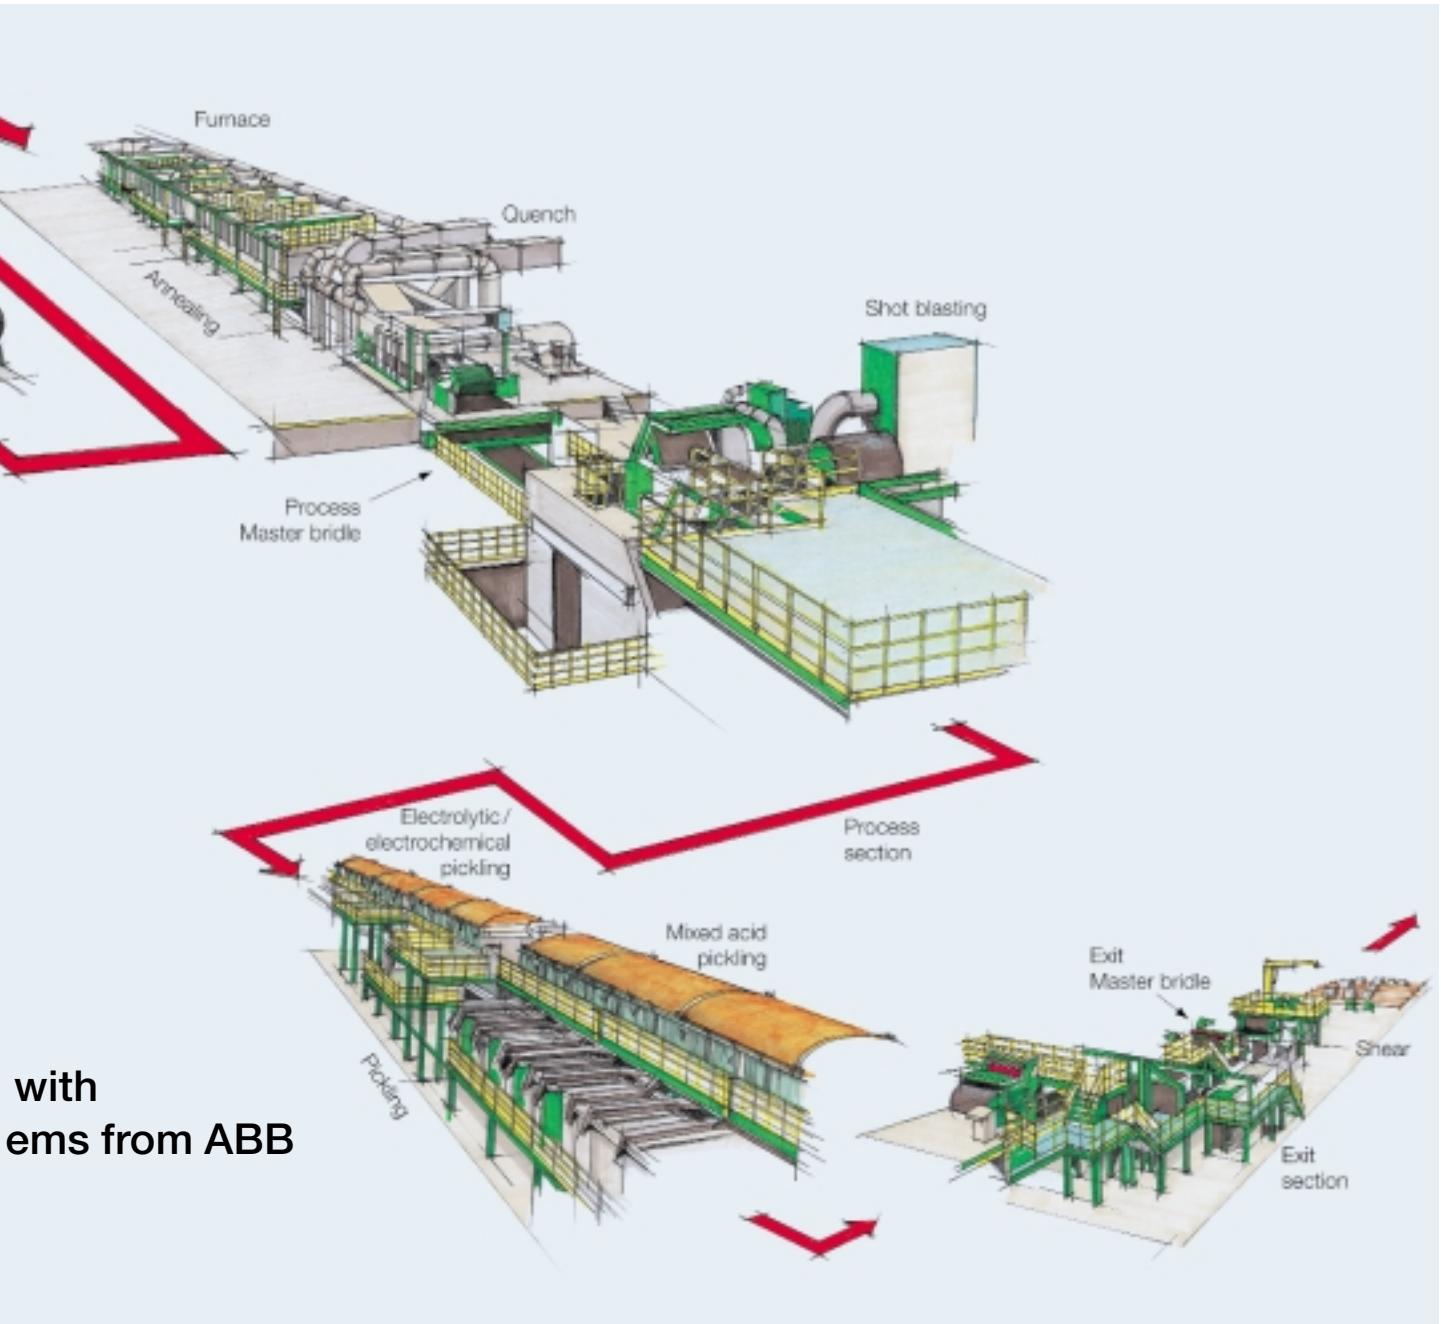 Furnace
Quench
Annealing
Shot blasting
Process
Master bridle
Electrolytic/
electrochemical
pickling
Process
section
Mixed acid
pickling
Exit
Master bridle
Shear
Pickling
with
ems from ABB
Exit
section